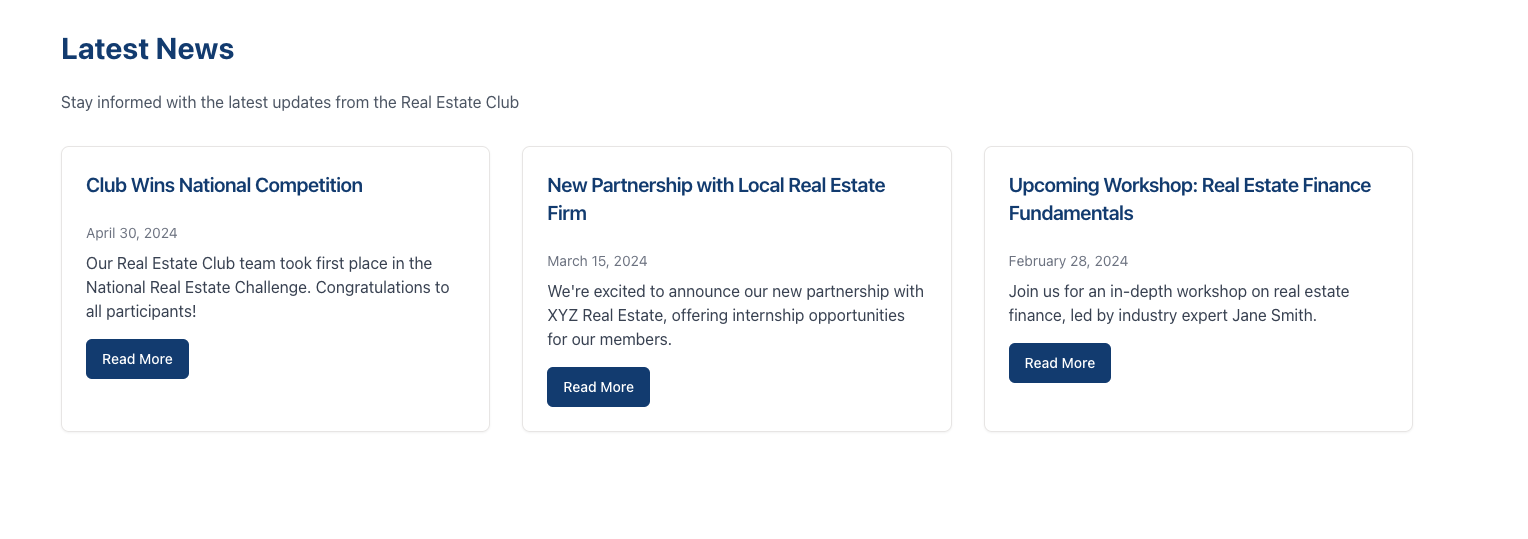 Latest News
Stay informed with the latest updates from the Real Estate Club
Club Wins National Competition
April 30, 2024
Our Real Estate Club team took first place in the
National Real Estate Challenge. Congratulations to
all participants!
Read More
New Partnership with Local Real Estate
Firm
March 15, 2024
We're excited to announce our new partnership with
XYZ Real Estate, offering internship opportunities
for our members.
Read More
Upcoming Workshop: Real Estate Finance
Fundamentals
February 28, 2024
Join us for an in-depth workshop on real estate
finance, led by industry expert Jane Smith.
Read More